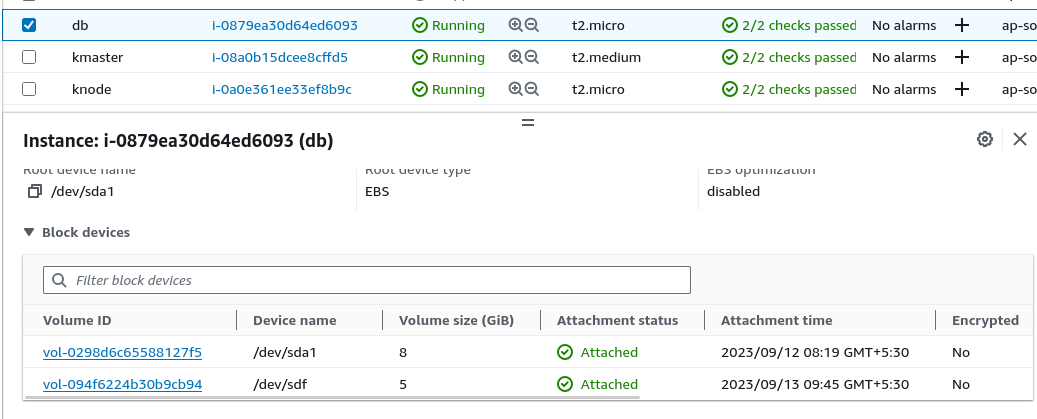 db i-0879ea30d64ed6093 Running t2.micro 2/2 checks passed No alarms + ap-so
kmaster i-08a0b15dcee8cffd5 Running t2.medium 2/2 checks passed No alarms + ap-so
knode i-0a0e361ee33ef8b9c Running t2.micro 2/2 checks passed No alarms + ap-so
Instance: i-0879ea30d64ed6093 (db)
Root device name Root device type EBS optimization
/dev/sda1 EBS disabled
Block devices
Filter block devices
Volume ID Device name Volume size (GiB) Attachment status Attachment time Encrypted
vol-0298d6c65588127f5 /dev/sda1 8 Attached 2023/09/12 08:19 GMT+5:30 No
vol-094f6224b30b9cb94 /dev/sdf 5 Attached 2023/09/13 09:45 GMT+5:30 No